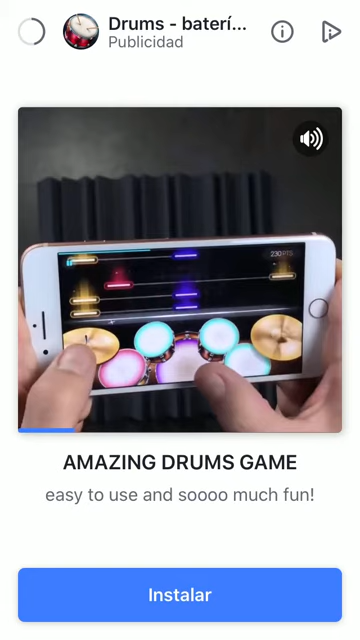 Drums - baterí...
Publicidad
230 PTS
AMAZING DRUMS GAME
easy to use and soooo much fun!
Instalar